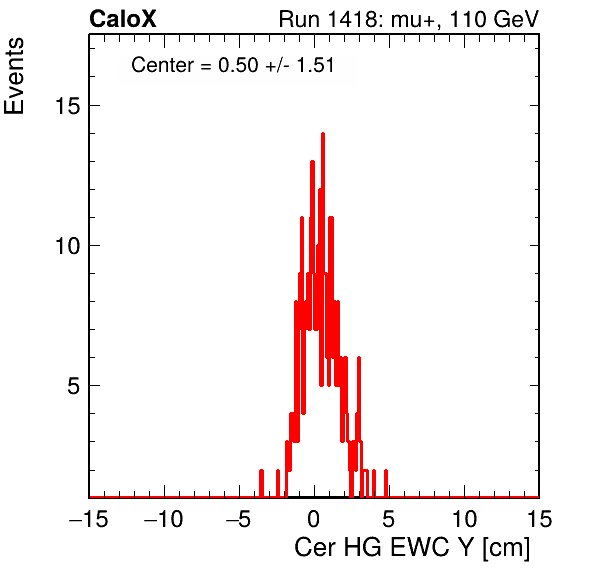 CaloX Run 1418: mu+, 110 GeV
Center = 0.50 +/- 1.51
Events
15
10
5
−15 −10 −5 0 5 10 15
Cer HG EWC Y [cm]